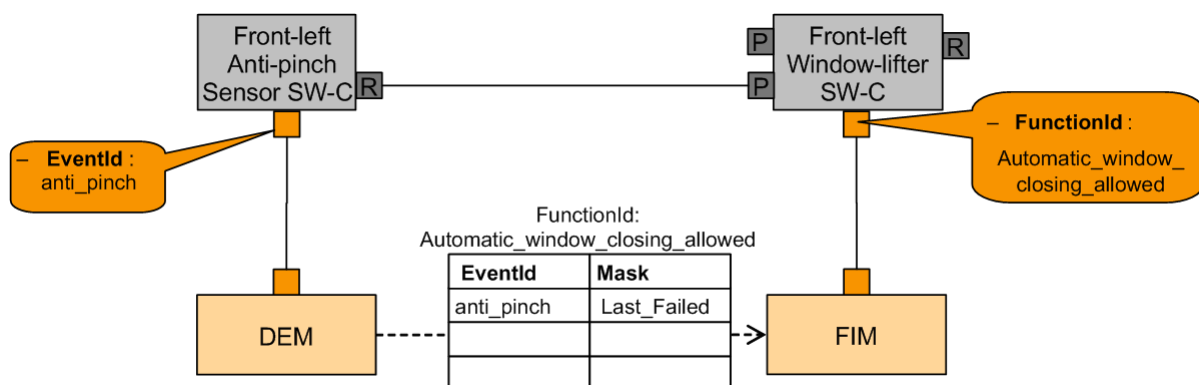 Front-left
Anti-pinch
Sensor SW-C
R
P
P
Front-left
Window-lifter
SW-C
R
– EventId :
anti_pinch
– FunctionId :
Automatic_window_
closing_allowed
FunctionId:
Automatic_window_closing_allowed
EventId Mask
anti_pinch Last_Failed
DEM
FIM